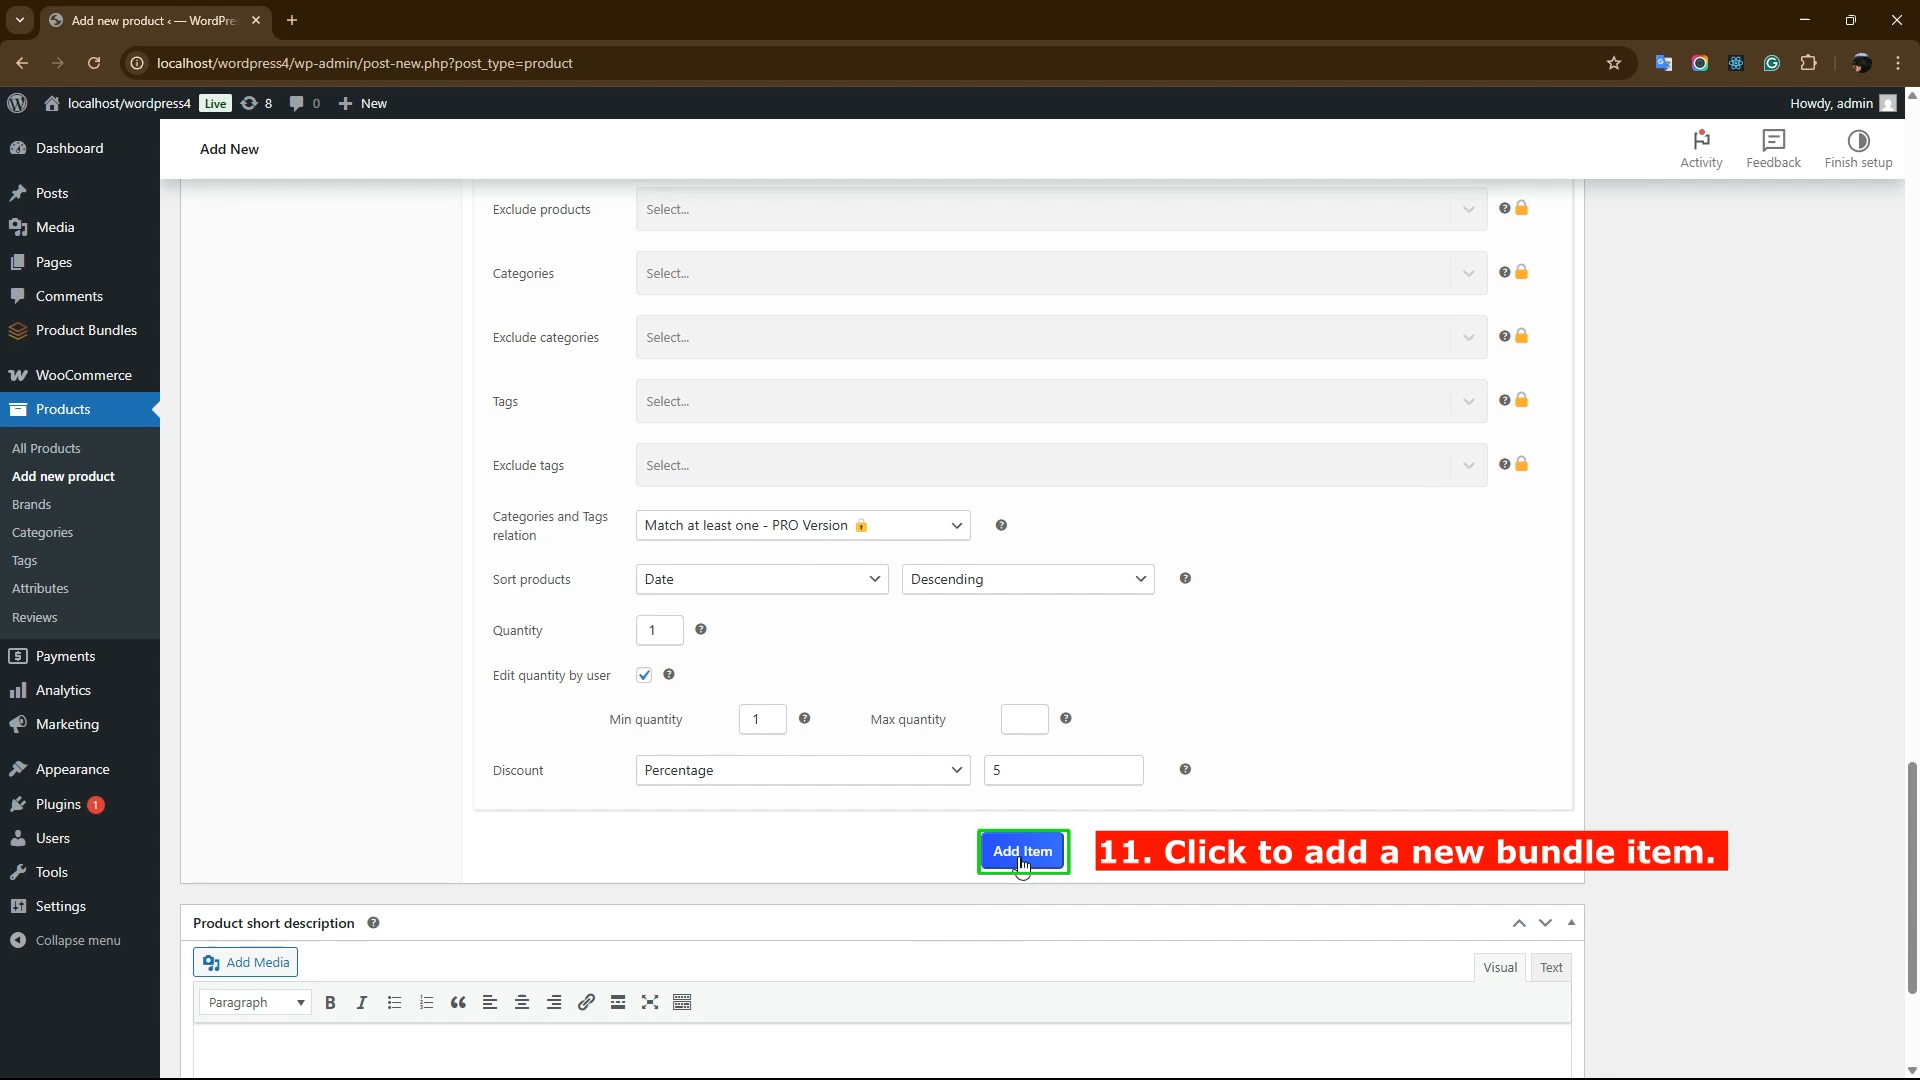 Add new product ‹ — WordPre
localhost/wordpress4/wp-admin/post-new.php?post_type=product
localhost/wordpress4 Live 8 0 New
Howdy, admin
Add New
Activity
Feedback
Finish setup
Dashboard
Posts
Media
Pages
Comments
Product Bundles
WooCommerce
Products
All Products
Add new product
Brands
Categories
Tags
Attributes
Reviews
Payments
Analytics
Marketing
Appearance
Plugins 1
Users
Tools
Settings
Collapse menu
Exclude products Select...
Categories Select...
Exclude categories Select...
Tags Select...
Exclude tags Select...
Categories and Tags
relation
Match at least one - PRO Version
Sort products Date Descending
Quantity 1
Edit quantity by user
Min quantity 1 Max quantity
Discount Percentage 5
Add Item
11. Click to add a new bundle item.
Product short description
Add Media
Visual Text
Paragraph